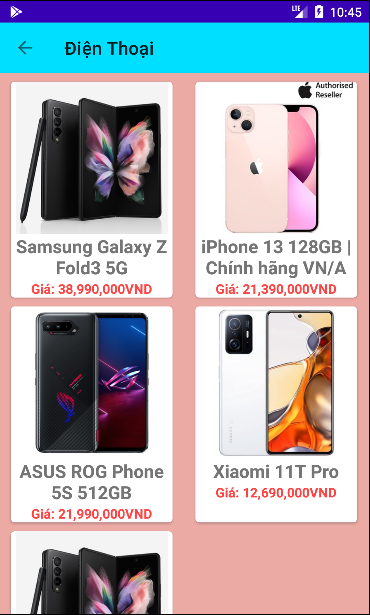 LTE 10:45
Điện Thoại
Authorised
Reseller
Samsung Galaxy Z
Fold3 5G
Giá: 38,990,000VND
iPhone 13 128GB |
Chính hãng VN/A
Giá: 21,390,000VND
ASUS ROG Phone
5S 512GB
Giá: 21,990,000VND
Xiaomi 11T Pro
Giá: 12,690,000VND